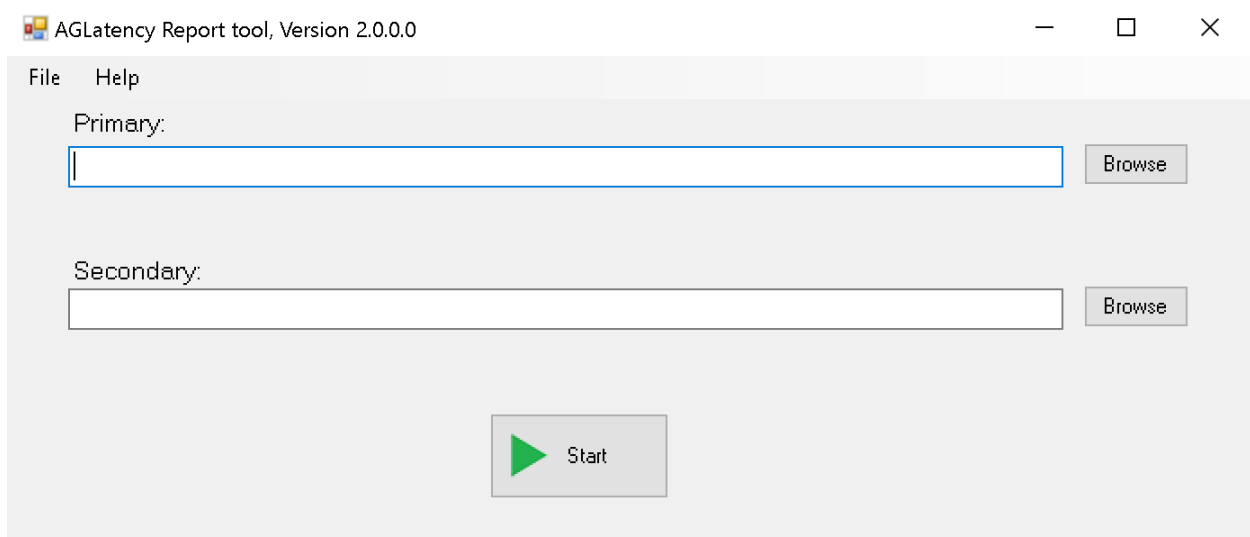 AGLatency Report tool, Version 2.0.0.0
File Help
Primary:
Browse
Secondary:
Browse
Start